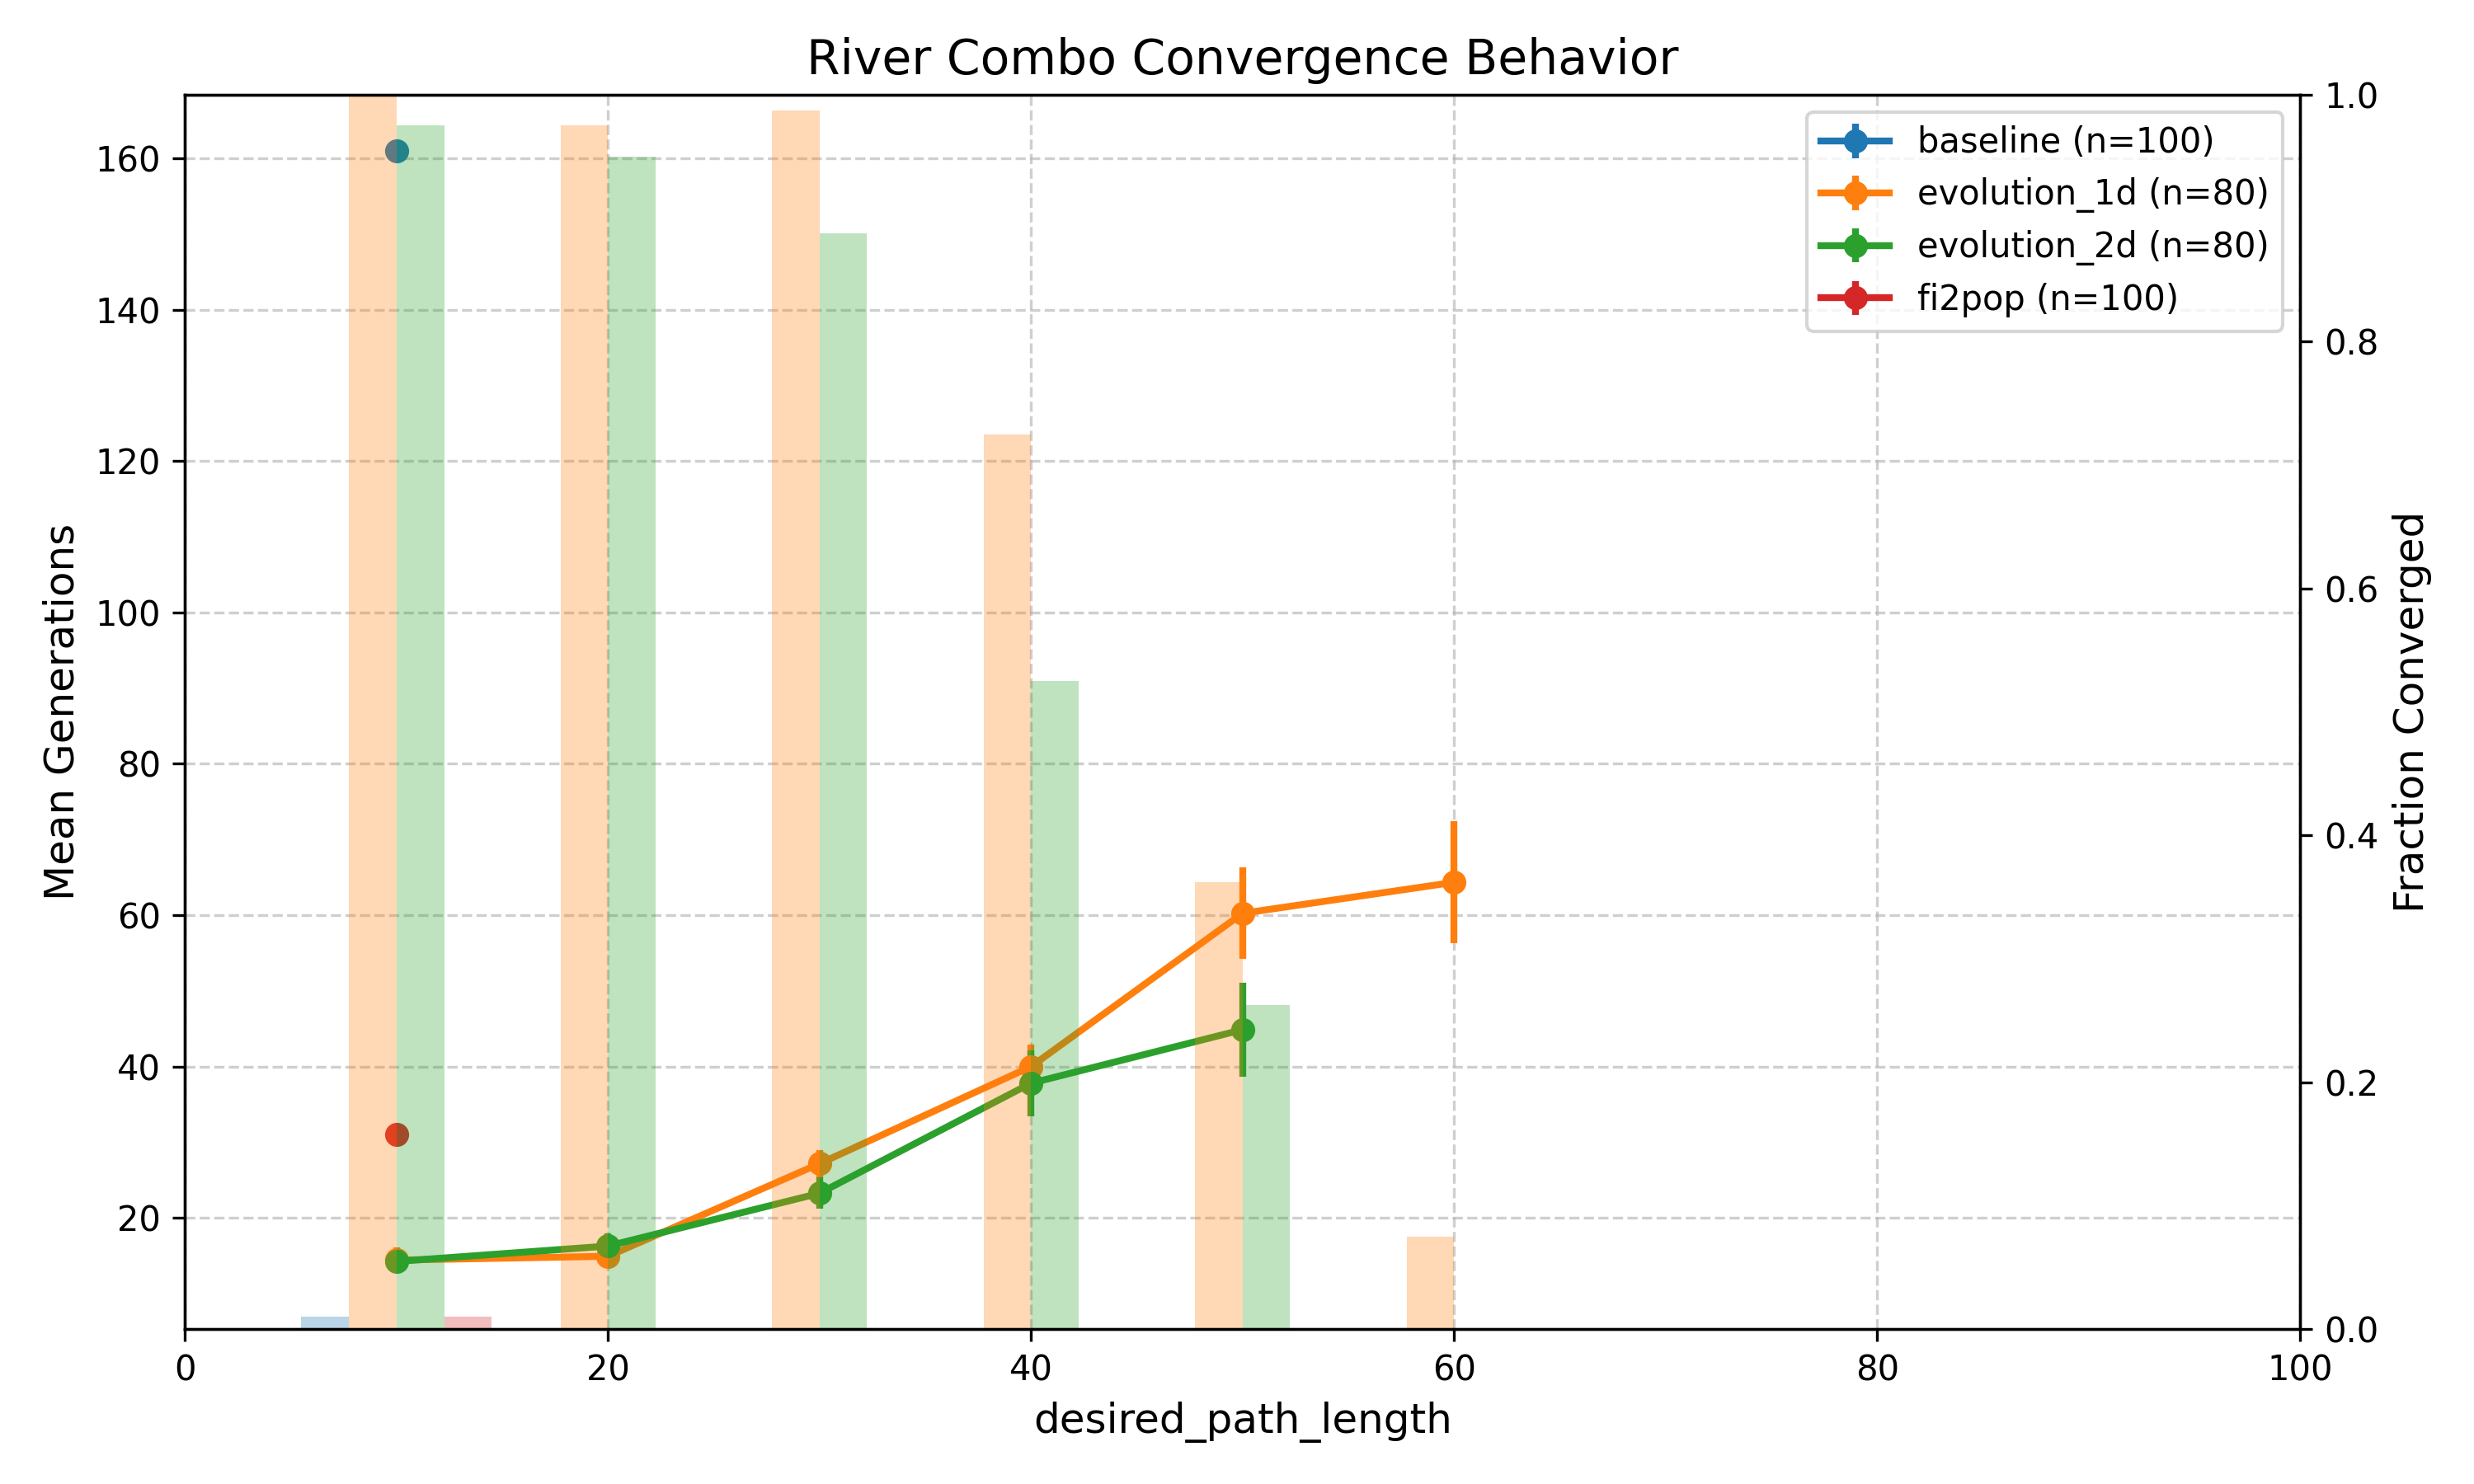 River Combo Convergence Behavior
Mean Generations
160
140
120
100
80
60
40
20
1.0
0.8
0.6
0.4
0.2
0.0
Fraction Converged
baseline (n=100)
evolution_1d (n=80)
evolution_2d (n=80)
fi2pop (n=100)
0 20 40 60 80 100
desired_path_length